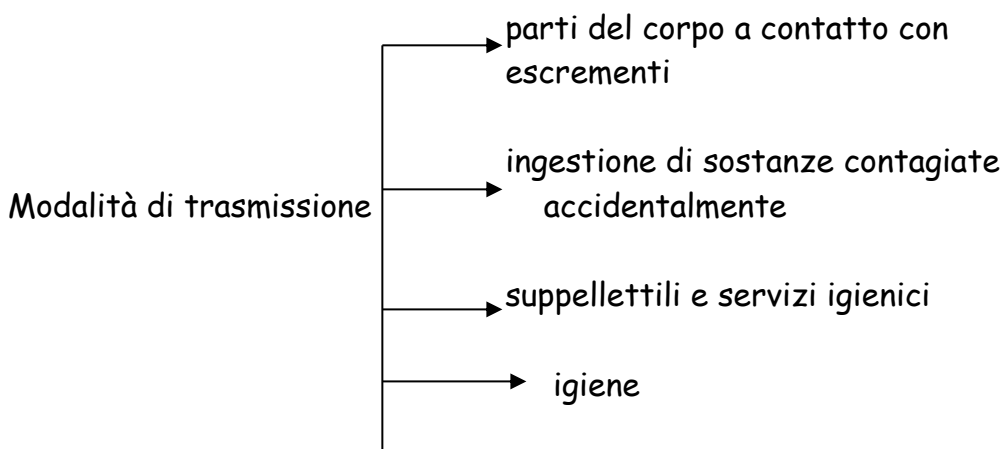 parti del corpo a contatto con
escrementi
ingestione di sostanze contagiate
accidentalmente
Modalità di trasmissione
suppellettili e servizi igienici
igiene